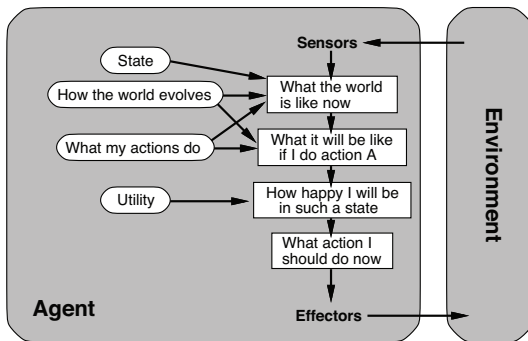 Sensors
State
How the world evolves
What the world
is like now
What my actions do
What it will be like
if I do action A
Utility
How happy I will be
in such a state
What action I
should do now
Agent
Effectors
Environment